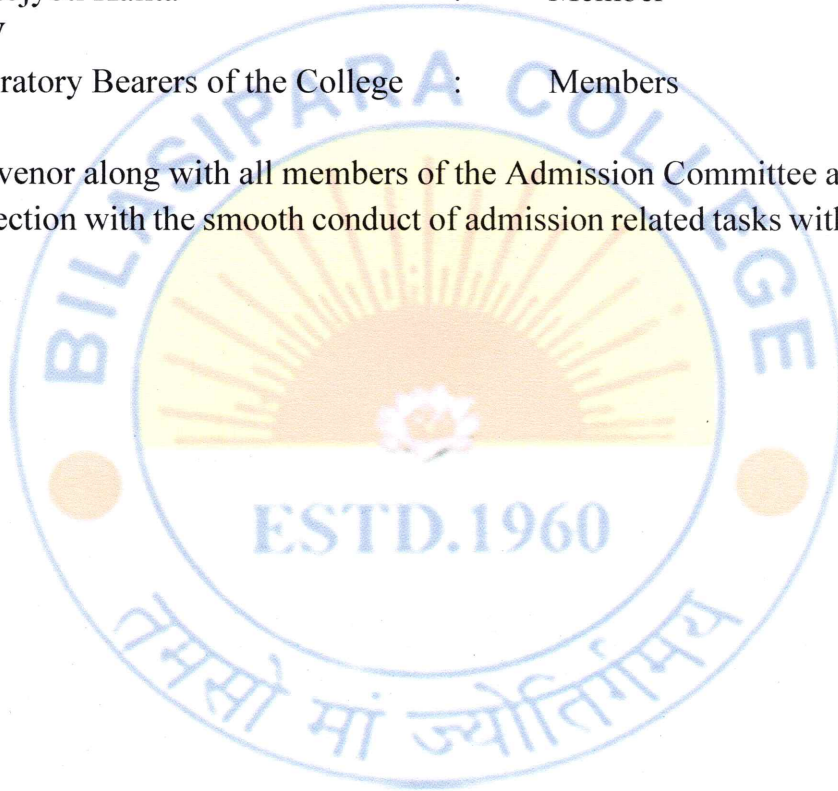 : Member
ratory Bearers of the College : Members
venor along with all members of the Admission Committee a
ection with the smooth conduct of admission related tasks with
BILASIPARA COLLEGE
ESTD.1960
तमसो मां ज्योतिर्गमय